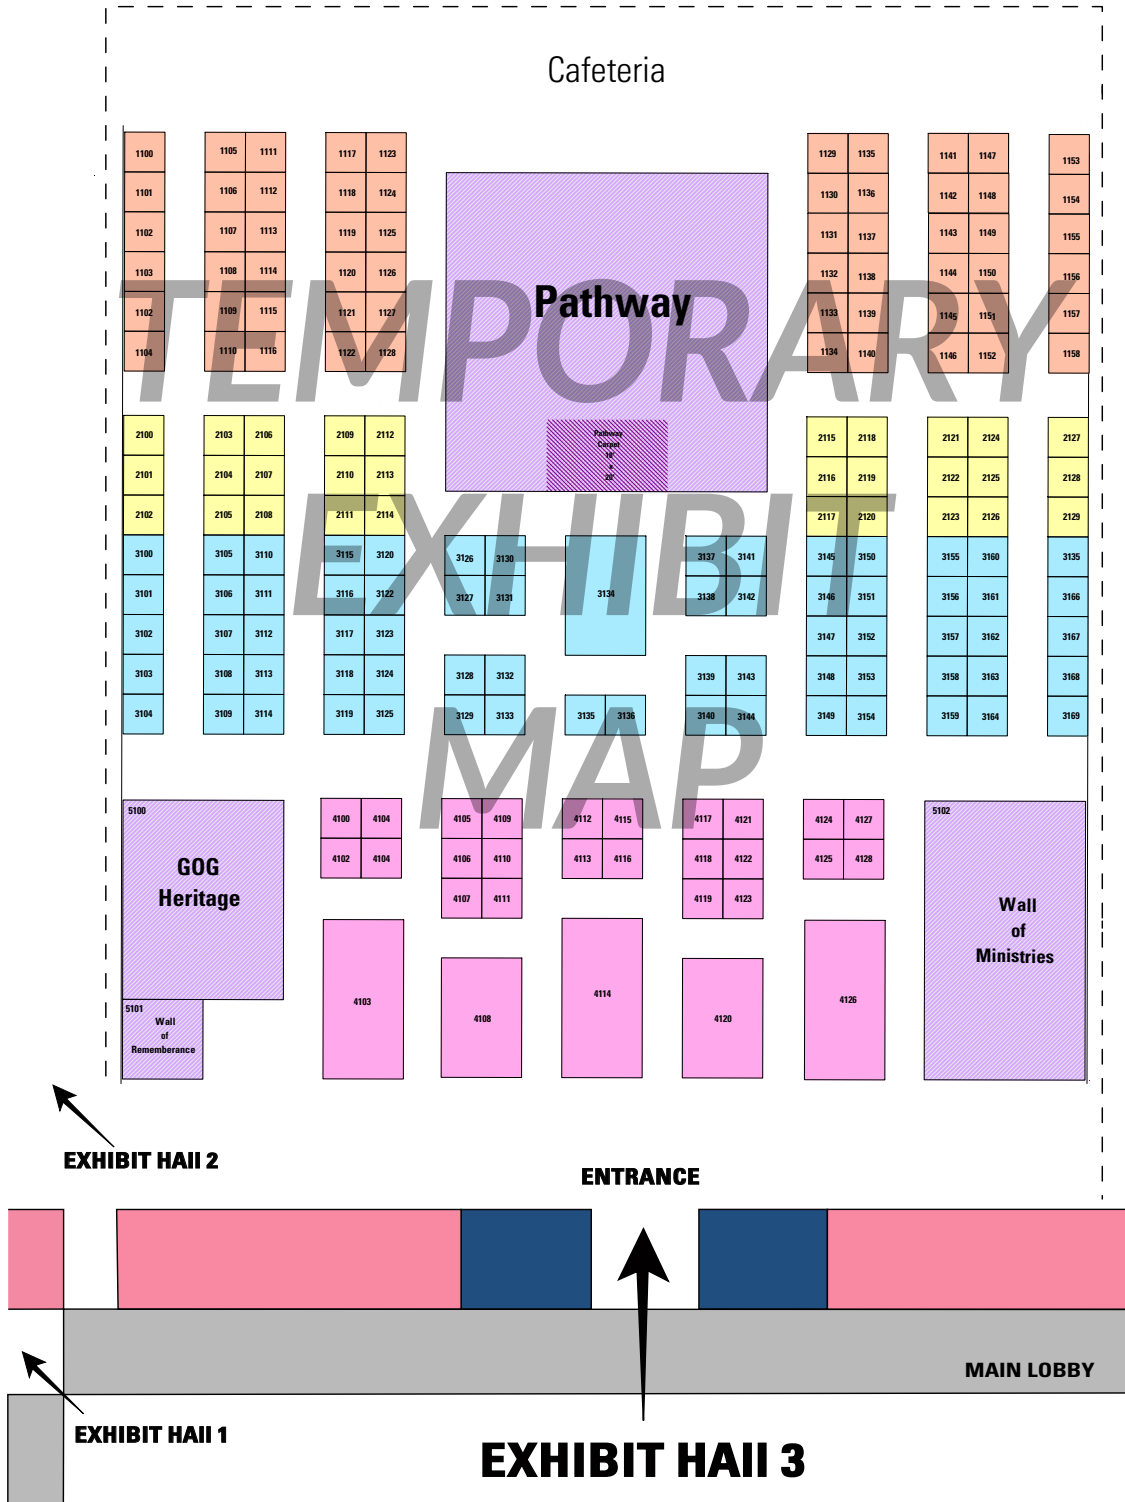 Cafeteria
1100 1105 1111 1117 1123 1129 1135 1141 1147 1153
1101 1106 1112 1118 1124 1130 1136 1142 1148 1154
1102 1107 1113 1119 1125 1131 1137 1143 1149 1155
1103 1108 1114 1120 1126 1132 1138 1144 1150 1156
1102 1109 1115 1121 1127 1133 1139 1145 1151 1157
1104 1110 1116 1122 1128 1134 1140 1146 1152 1158
Pathway
TEMPORARY
Pathway
Carpet
10'
x
20'
2100 2103 2106 2109 2112 2115 2118 2121 2124 2127
2101 2104 2107 2110 2113 2116 2119 2122 2125 2128
2102 2105 2108 2111 2114 2117 2120 2123 2126 2129
EXHIBIT
3100 3105 3110 3115 3120 3126 3130 3137 3141 3145 3150 3155 3160 3135
3101 3106 3111 3116 3122 3127 3131 3134 3138 3142 3146 3151 3156 3161 3166
3102 3107 3112 3117 3123 3147 3152 3157 3162 3167
3103 3108 3113 3118 3124 3128 3132 3139 3143 3148 3153 3158 3163 3168
3104 3109 3114 3119 3125 3129 3133 3135 3136 3140 3144 3149 3154 3159 3164 3169
MAP
5100 4100 4104 4105 4109 4112 4115 4117 4121 4124 4127 5102
4102 4104 4106 4110 4113 4116 4118 4122 4125 4128
4107 4111 4119 4123
GOG
Heritage
Wall
of
Ministries
4103 4108 4114 4120 4126
5101
Wall
of
Rememberance
EXHIBIT HAll 2
ENTRANCE
MAIN LOBBY
EXHIBIT HAll 1
EXHIBIT HAll 3